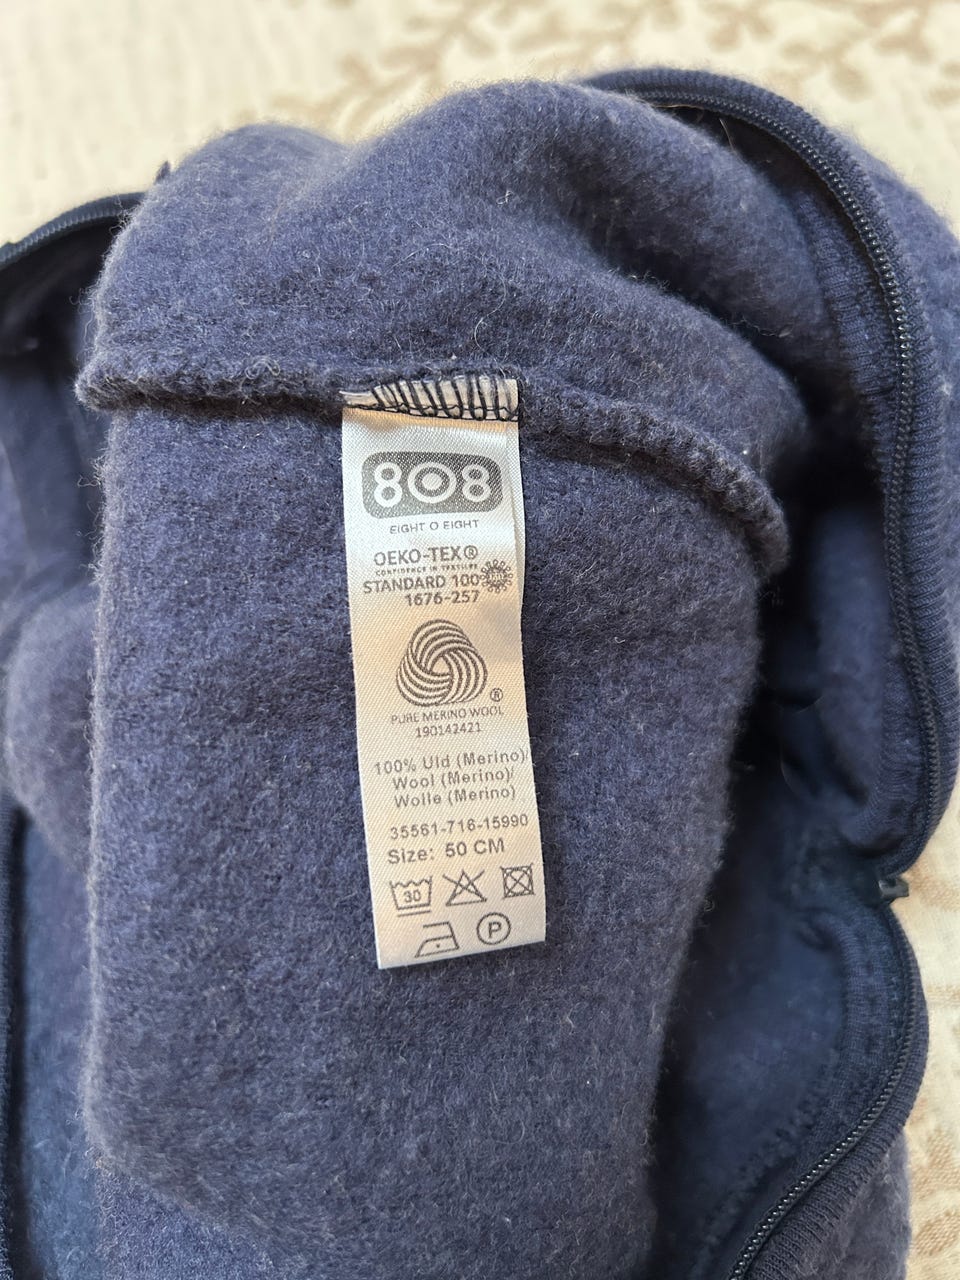 808
EIGHT O EIGHT
OEKO-TEX®
CONFIDENCE IN TEXTILES
STANDARD 100
1676-257
®
PURE MERINO WOOL
190142421
100% Uld (Merino)/
Wool (Merino)/
Wolle (Merino)
35561-716-15990
Size: 50 CM
30
P